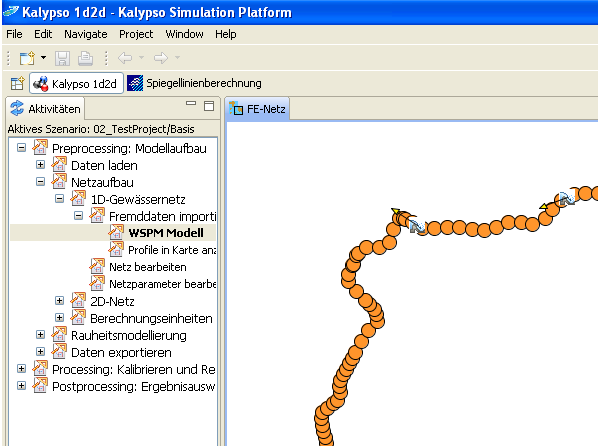 Kalypso 1d2d - Kalypso Simulation Platform
File Edit Navigate Project Window Help
Kalypso 1d2d Spiegellinienberechnung
Aktivitäten
FE-Netz
Aktives Szenario: 02_TestProject/Basis
Preprocessing: Modellaufbau
Daten laden
Netzaufbau
1D-Gewässernetz
Fremddaten importi
WSPM Modell
Profile in Karte anz
Netz bearbeiten
Netzparameter bearbe
2D-Netz
Berechnungseinheiten
Rauheitsmodellierung
Daten exportieren
Processing: Kalibrieren und Re
Postprocessing: Ergebnisausw